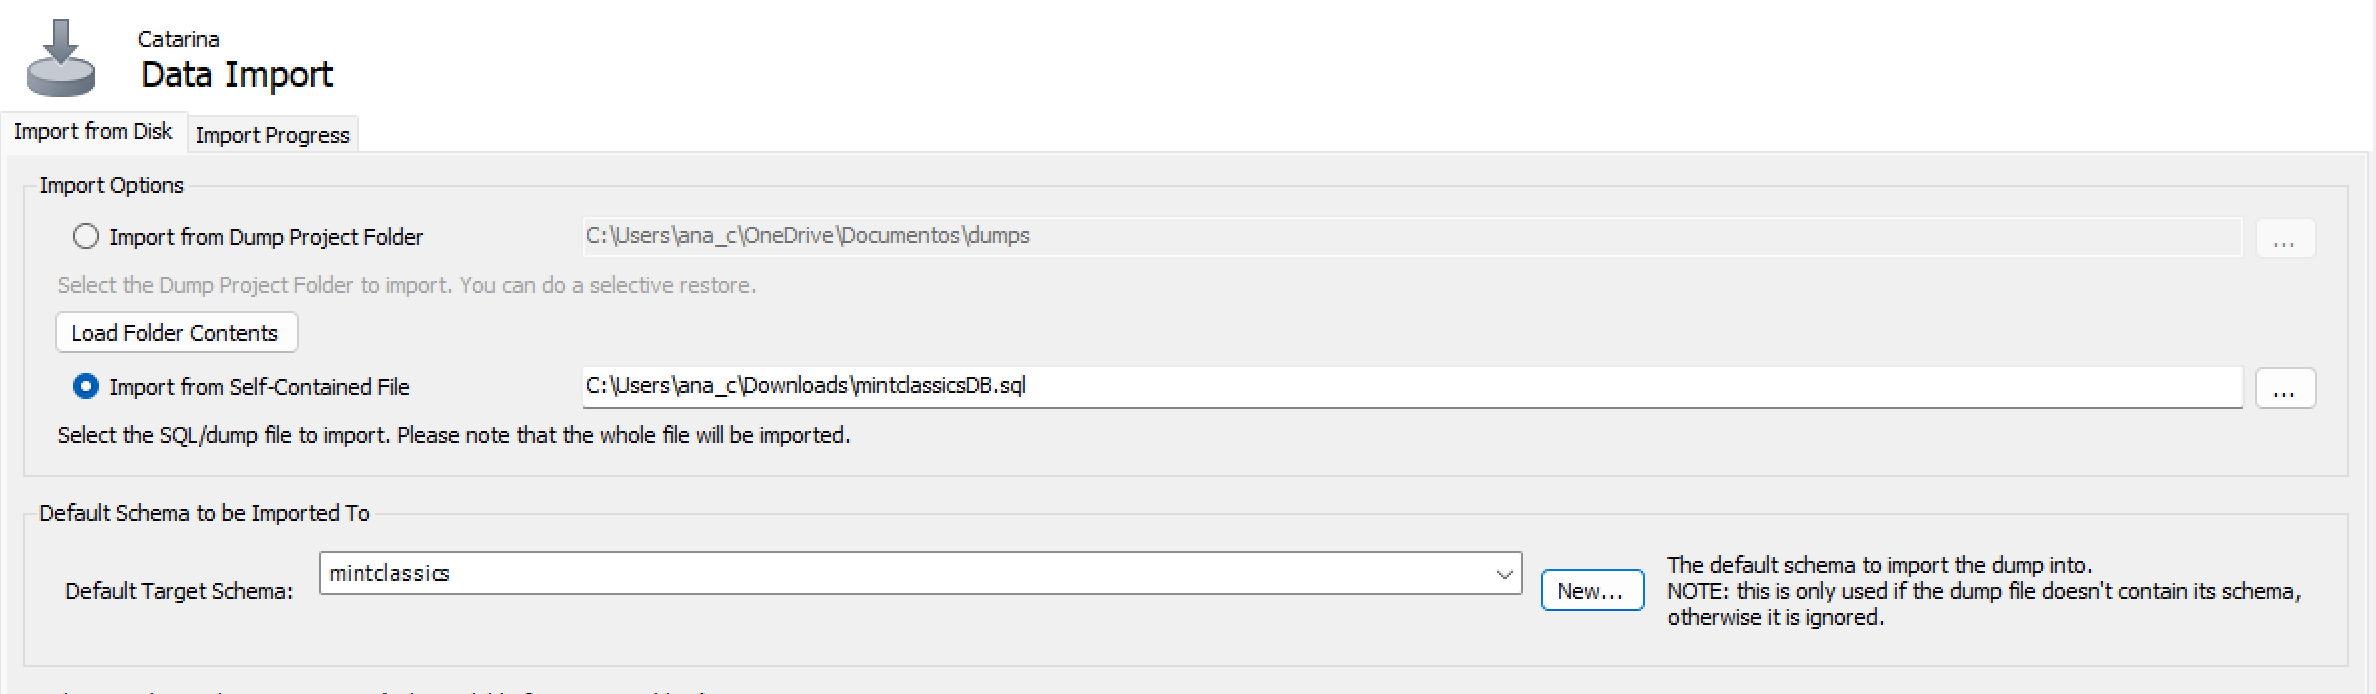 Catarina
Data Import
Import from Disk
Import Progress
Import Options
Import from Dump Project Folder
C:\Users\ana_c\OneDrive\Documentos\dumps
...
Select the Dump Project Folder to import. You can do a selective restore.
Load Folder Contents
Import from Self-Contained File
C:\Users\ana_c\Downloads\mintclassicsDB.sql
...
Select the SQL/dump file to import. Please note that the whole file will be imported.
Default Schema to be Imported To
Default Target Schema:
mintclassics
New...
The default schema to import the dump into.
NOTE: this is only used if the dump file doesn't contain its schema,
otherwise it is ignored.